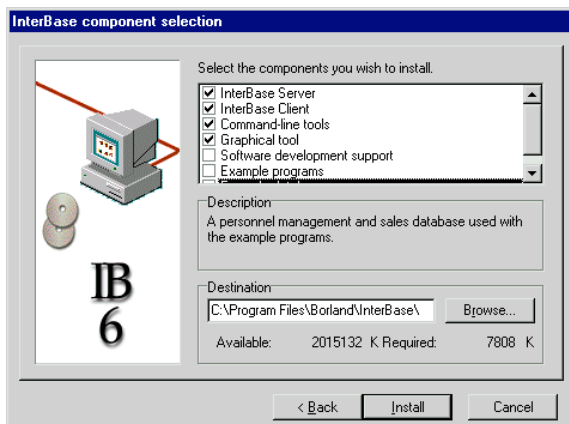 InterBase component selection
Select the components you wish to install.
InterBase Server
InterBase Client
Command-line tools
Graphical tool
Software development support
Example programs
Description
A personnel management and sales database used with
the example programs.
IB
6
Destination
C:\Program Files\Borland\InterBase\
Browse...
Available: 2015132 K Required: 7808 K
< Back
Install
Cancel